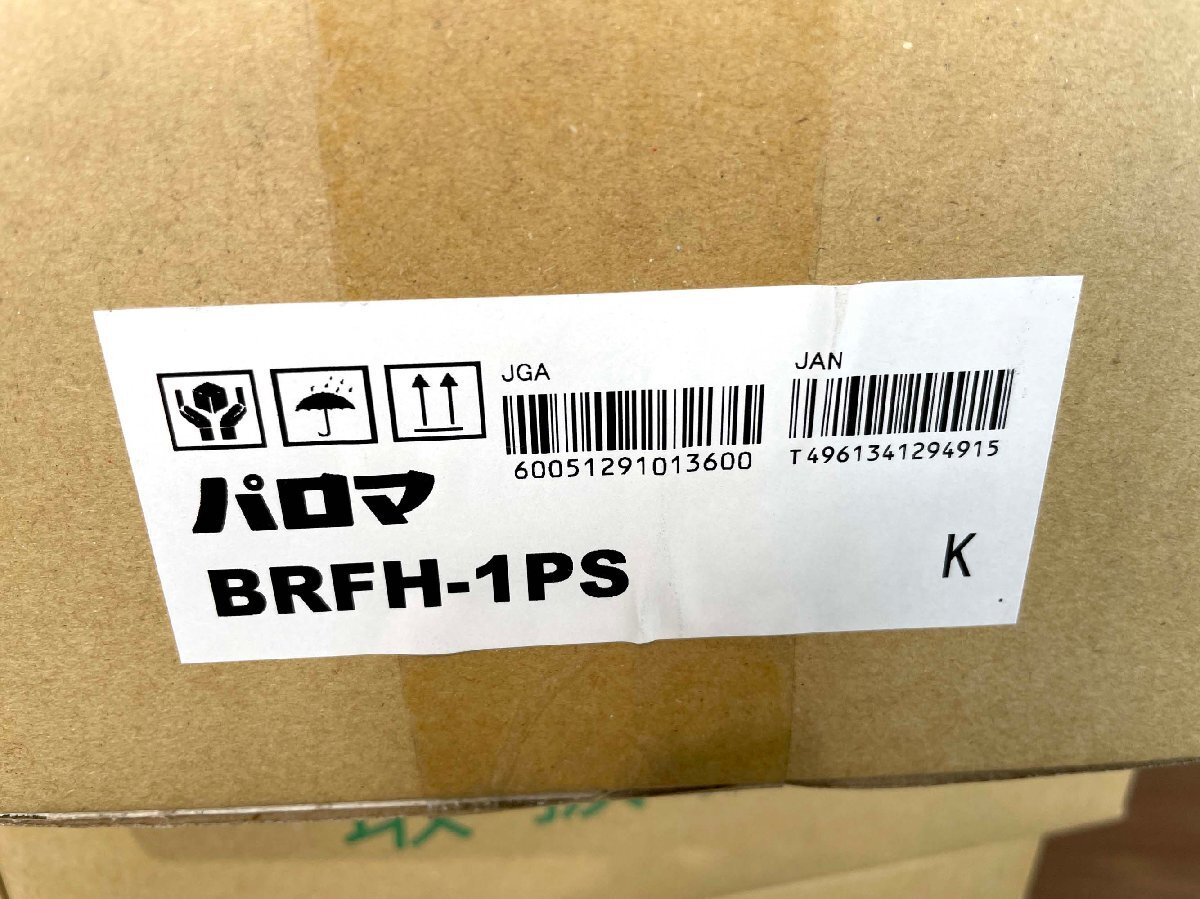 JGA
60051291013600
JAN
T4961341294915
パロマ
BRFH-1PS
K